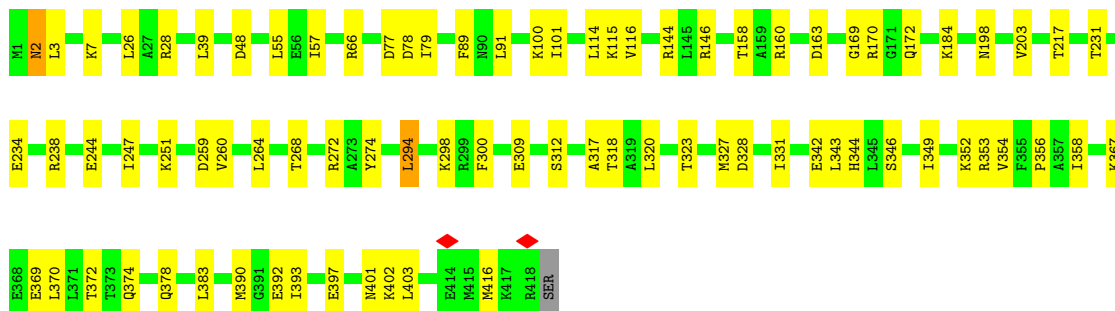 M1 N2 L3 K7 L26 A27 R28 L39 D48 L55 E56 I57 R66 D77 D78 I79 F89 N90 L91 K100 I101 L114 K115 V116 R144 L145 R146 T158 A159 R160 D163 G169 R170 G171 Q172 K184 N198 V203 T217 T231
E234 R238 E244 I247 K251 D259 V260 L264 T268 R272 A273 Y274 L294 K298 R299 F300 E309 S312 A317 T318 A319 L320 T323 M327 D328 I331 E342 L343 H344 L345 S346 I349 K352 R353 V354 F355 P356 A357 I358 K367
E368 E369 L370 L371 T372 T373 Q374 Q378 L383 M390 G391 E392 I393 E397 N401 K402 L403 E414 M415 M416 K417 R418 SER